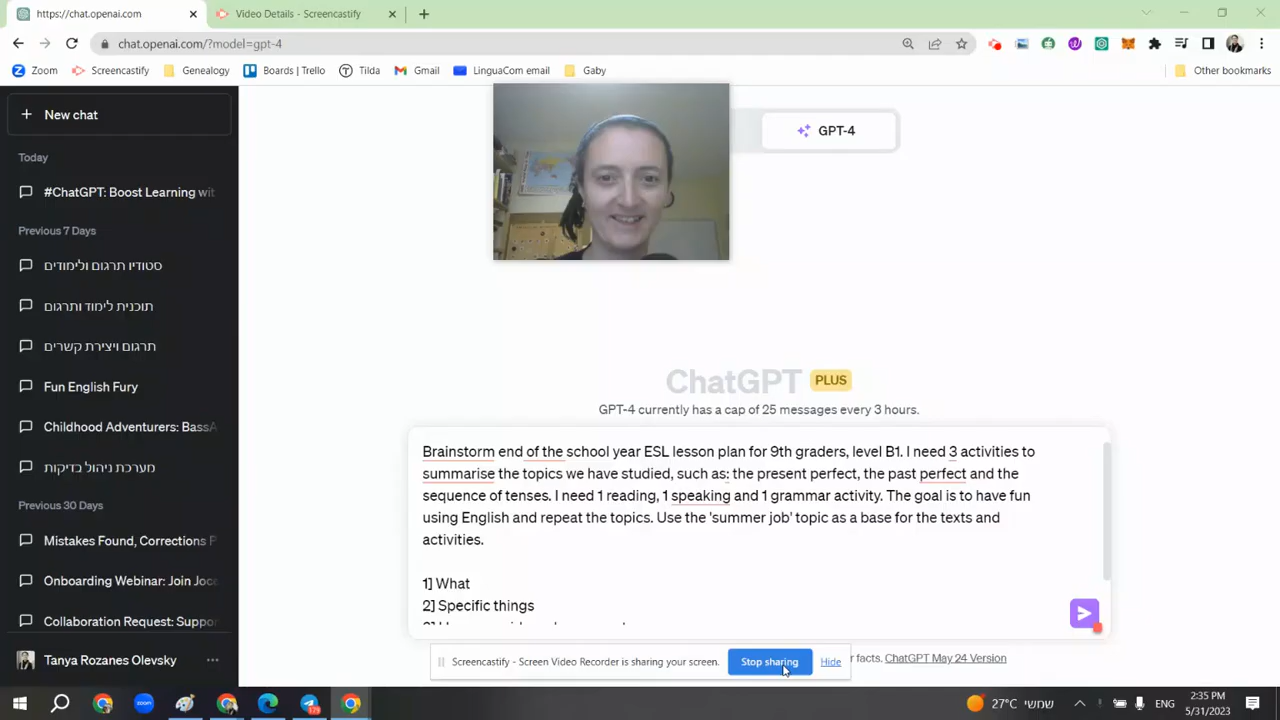 https://chat.openai.com
Video Details - Screencastify
chat.openai.com/?model=gpt-4
Zoom
Screencastify
Genealogy
Boards | Trello
Tilda
Gmail
LinguaCom email
Gaby
Other bookmarks
New chat
Today
#ChatGPT: Boost Learning wit
Previous 7 Days
סטודיו תרגום ולימודים
תוכנית לימוד ותרגום
תרגום ויצירת קשרים
Fun English Fury
Childhood Adventurers: BassA
מערכת ניהול בדיקות
Previous 30 Days
Mistakes Found, Corrections P
Onboarding Webinar: Join Joc
Collaboration Request: Suppo
Tanya Rozanes Olevsky
GPT-4
ChatGPT PLUS
GPT-4 currently has a cap of 25 messages every 3 hours.
Brainstorm end of the school year ESL lesson plan for 9th graders, level B1. I need 3 activities to
summarise the topics we have studied, such as: the present perfect, the past perfect and the
sequence of tenses. I need 1 reading, 1 speaking and 1 grammar activity. The goal is to have fun
using English and repeat the topics. Use the 'summer job' topic as a base for the texts and
activities.
1] What
2] Specific things
Screencastify - Screen Video Recorder is sharing your screen.
Stop sharing
Hide
r facts. ChatGPT May 24 Version
27°C
שמשי
ENG
2:35 PM
5/31/2023